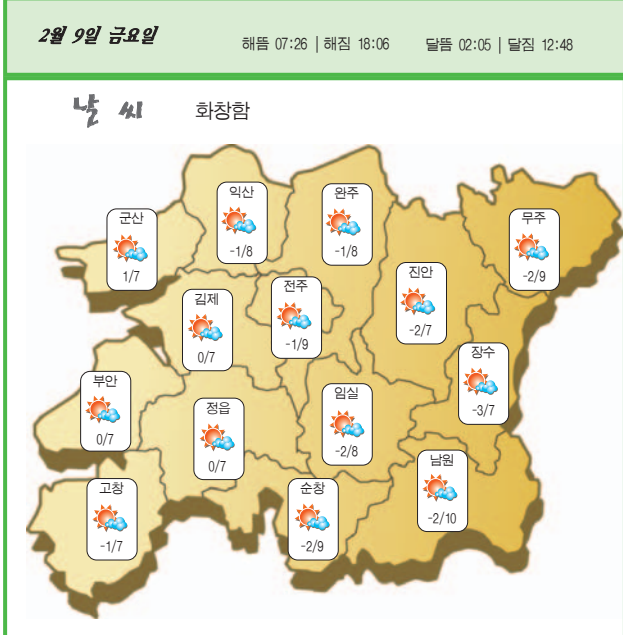 2월 9일 금요일
해뜸 07:26 | 해짐 18:06 달뜸 02:05 | 달짐 12:48
날 씨 화창함
익산
-1/8
완주
-1/8
군산
1/7
무주
-2/9
진안
-2/7
전주
-1/9
김제
0/7
장수
-3/7
부안
0/7
임실
-2/8
정읍
0/7
남원
-2/10
고창
-1/7
순창
-2/9